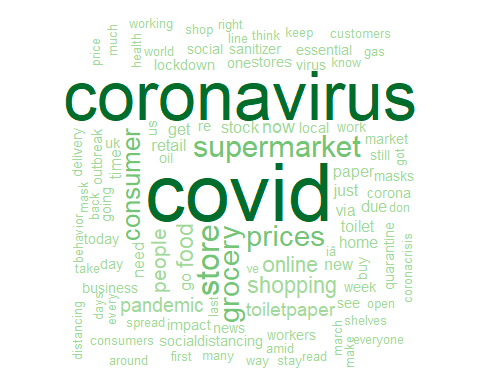 working
shop
right
customers
price
much
health
line
think
keep
world
social
sanitizer
essential
gas
lockdown
onestores
virus
know
coronavirus
delivery
outbreak
uk
time
consumer
us
get
re
stock
now
local
work
retail
oil
supermarket
market
still
got
paper
masks
covid
just
corona
via
due
don
mask
back
going
behavior
today
need
people
food
store
grocery
prices
toilet
home
iâ
take
day
go
ve
online
new
buy
quarantine
coronacrisis
business
shopping
week
days
every
pandemic
last
toiletpaper
see
open
distancing
spread
impact
news
march
shelves
consumers
socialdistancing
workers
make
everyone
amid
around
first
many
way
stay
read